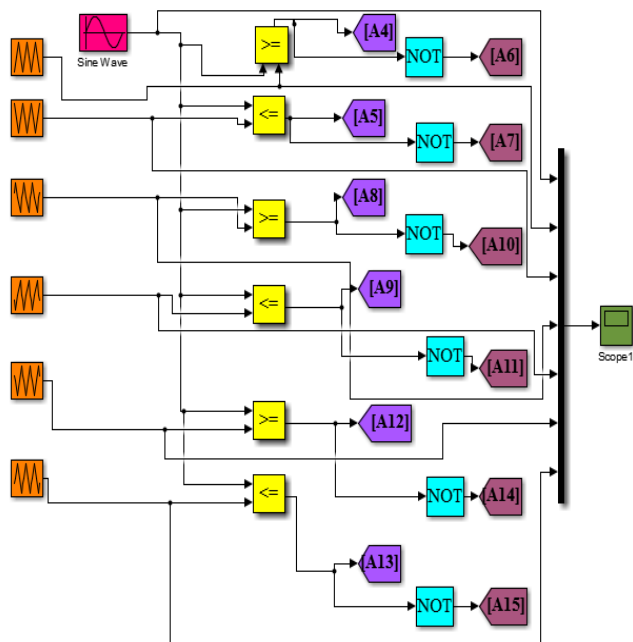 >=
[A4]
NOT
[A6]
Sine Wave
<=
[A5]
NOT
[A7]
>=
[A8]
NOT
[A10]
<=
[A9]
Scope1
NOT
[A11]
>=
[A12]
<=
NOT
[A14]
[A13]
NOT
[A15]